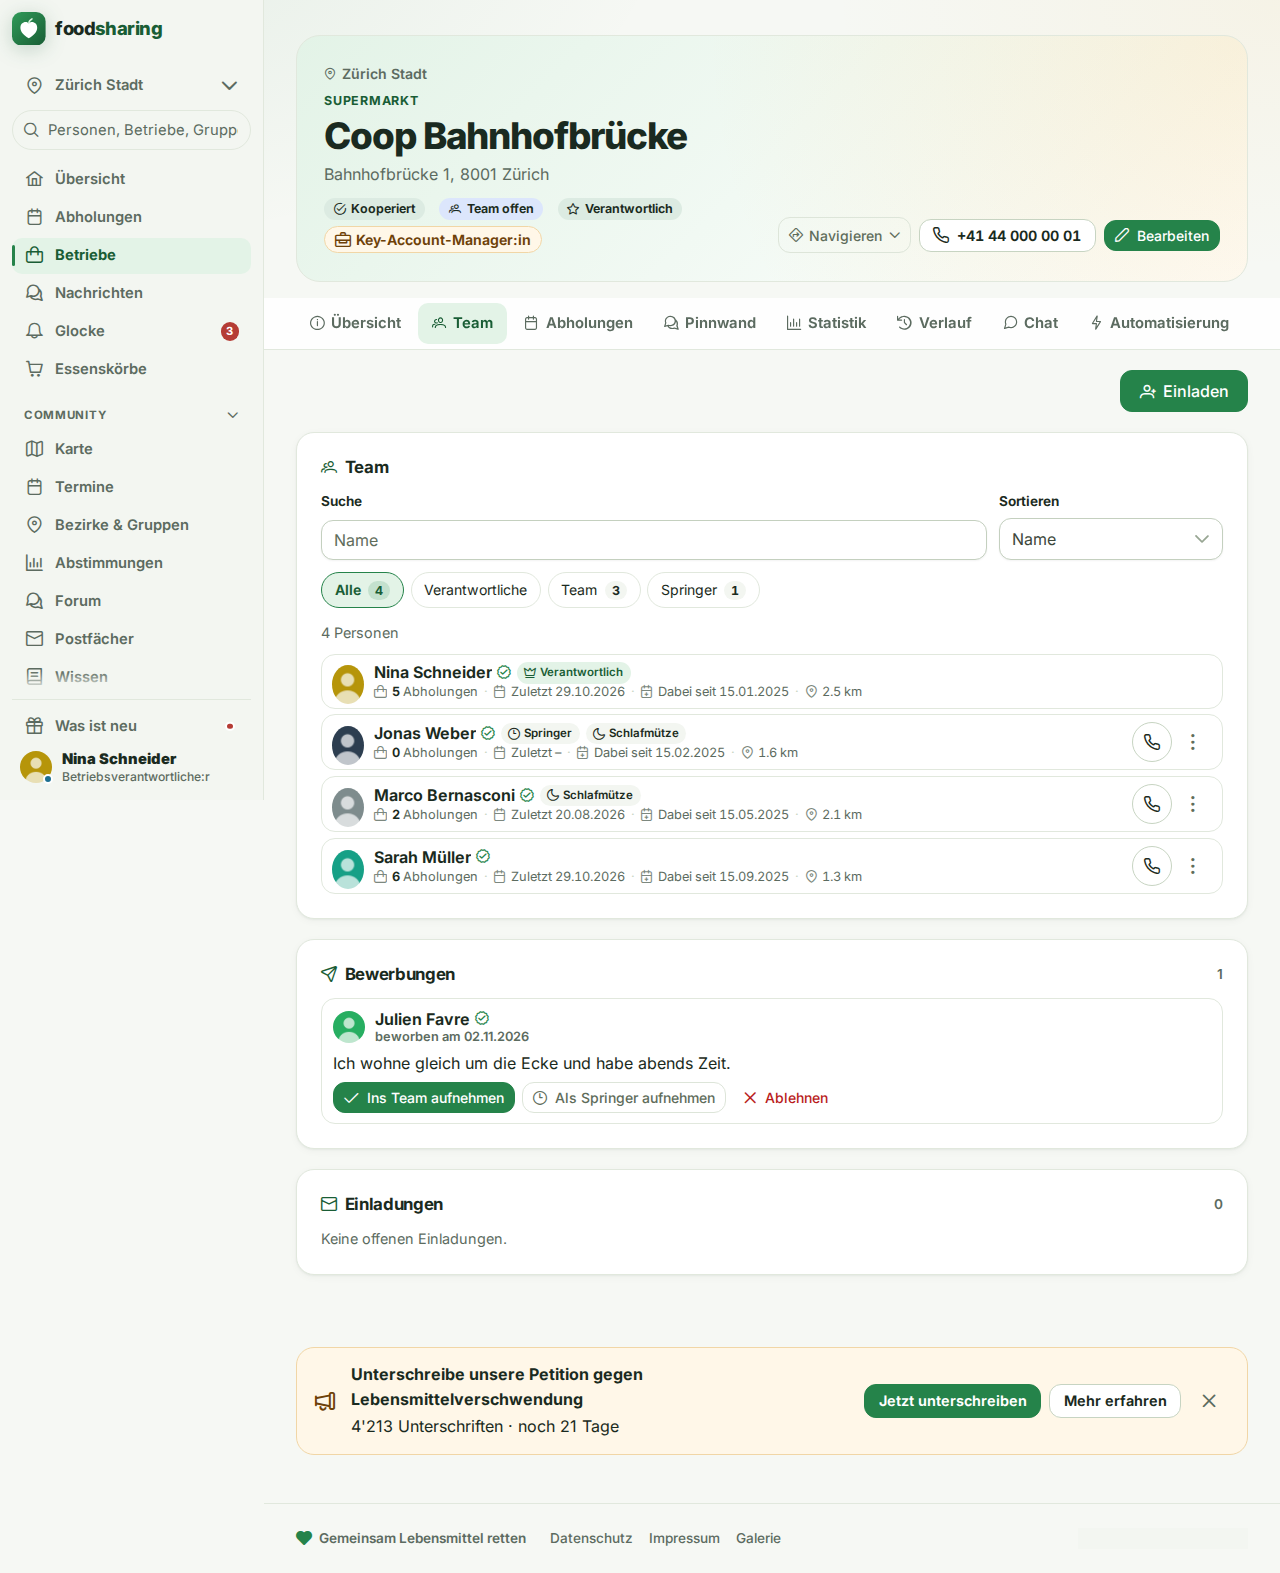 foodsharing
Zürich Stadt
Personen, Betriebe, Grupp
Übersicht
Abholungen
Betriebe
Nachrichten
Glocke 3
Essenskörbe
COMMUNITY
Karte
Termine
Bezirke & Gruppen
Abstimmungen
Forum
Postfächer
Wissen
Was ist neu
Nina Schneider
Betriebsverantwortliche:r
Zürich Stadt
SUPERMARKT
Coop Bahnhofbrücke
Bahnhofbrücke 1, 8001 Zürich
Kooperiert Team offen Verantwortlich
Key-Account-Manager:in
Navigieren +41 44 000 00 01 Bearbeiten
Übersicht Team Abholungen Pinnwand Statistik Verlauf Chat Automatisierung
Einladen
Team
Suche Sortieren
Name Name
Alle 4 Verantwortliche Team 3 Springer 1
4 Personen
Nina Schneider Verantwortlich
5 Abholungen · Zuletzt 29.10.2026 · Dabei seit 15.01.2025 · 2.5 km
Jonas Weber Springer Schlafmütze
0 Abholungen · Zuletzt – · Dabei seit 15.02.2025 · 1.6 km
Marco Bernasconi Schlafmütze
2 Abholungen · Zuletzt 20.08.2026 · Dabei seit 15.05.2025 · 2.1 km
Sarah Müller
6 Abholungen · Zuletzt 29.10.2026 · Dabei seit 15.09.2025 · 1.3 km
Bewerbungen 1
Julien Favre
beworben am 02.11.2026
Ich wohne gleich um die Ecke und habe abends Zeit.
Ins Team aufnehmen Als Springer aufnehmen Ablehnen
Einladungen 0
Keine offenen Einladungen.
Unterschreibe unsere Petition gegen
Lebensmittelverschwendung
4'213 Unterschriften · noch 21 Tage
Jetzt unterschreiben Mehr erfahren
Gemeinsam Lebensmittel retten Datenschutz Impressum Galerie